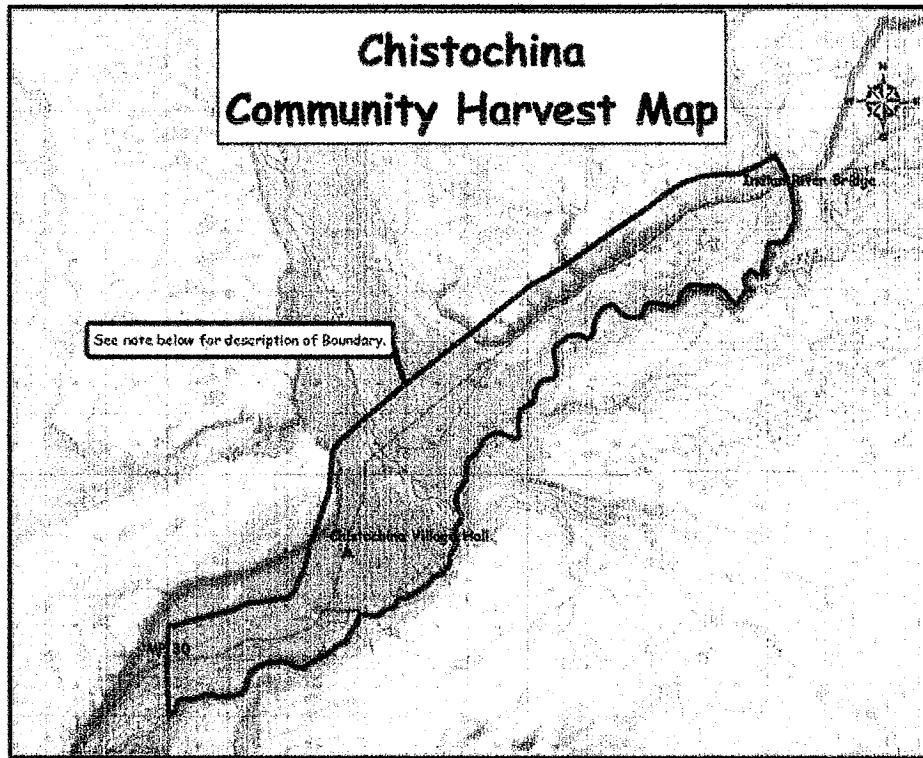 Chistochina
Community Harvest Map
N
Indian River Bridge
See note below for description of Boundary.
Chistochina Village Hall